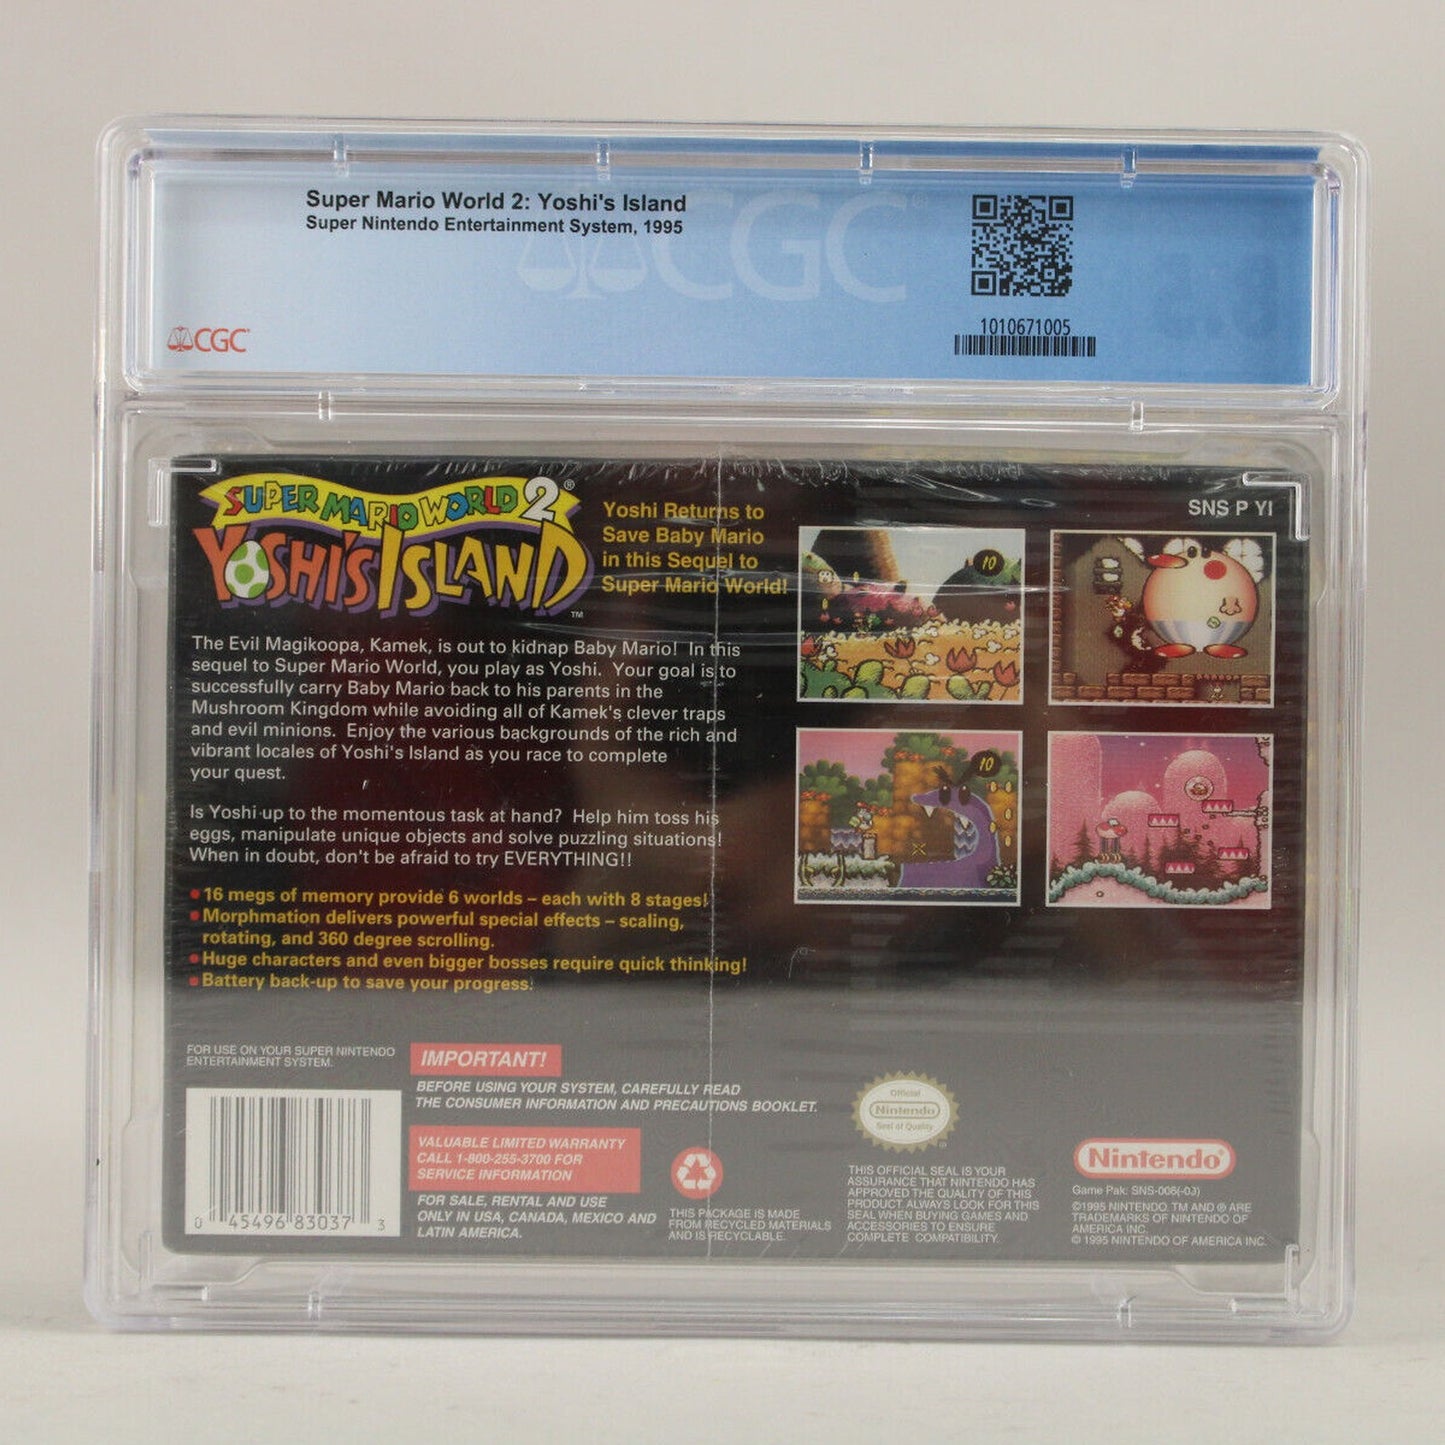 Super Mario World 2: Yoshi's Island
Super Nintendo Entertainment System, 1995
CGC
CGC
1010671005
SUPER MARIO WORLD 2®
YOSHI'S ISLAND™
Yoshi Returns to
Save Baby Mario
in this Sequel to
Super Mario World!
SNS P YI
10
10
The Evil Magikoopa, Kamek, is out to kidnap Baby Mario! In this
sequel to Super Mario World, you play as Yoshi. Your goal is to
successfully carry Baby Mario back to his parents in the
Mushroom Kingdom while avoiding all of Kamek's clever traps
and evil minions. Enjoy the various backgrounds of the rich and
vibrant locales of Yoshi's Island as you race to complete
your quest.
Is Yoshi up to the momentous task at hand? Help him toss his
eggs, manipulate unique objects and solve puzzling situations!
When in doubt, don't be afraid to try EVERYTHING!!
• 16 megs of memory provide 6 worlds – each with 8 stages!
• Morphmation delivers powerful special effects – scaling,
rotating, and 360 degree scrolling.
• Huge characters and even bigger bosses require quick thinking!
• Battery back-up to save your progress.
FOR USE ON YOUR SUPER NINTENDO
ENTERTAINMENT SYSTEM.
IMPORTANT!
BEFORE USING YOUR SYSTEM, CAREFULLY READ
THE CONSUMER INFORMATION AND PRECAUTIONS BOOKLET.
VALUABLE LIMITED WARRANTY
CALL 1-800-255-3700 FOR
SERVICE INFORMATION
FOR SALE, RENTAL AND USE
ONLY IN USA, CANADA, MEXICO AND
LATIN AMERICA.
0 45496 83037 3
THIS PACKAGE IS MADE
FROM RECYCLED MATERIALS
AND IS RECYCLABLE.
Official
Nintendo
Seal of Quality
THIS OFFICIAL SEAL IS YOUR
ASSURANCE THAT NINTENDO HAS
APPROVED THE QUALITY OF THIS
PRODUCT. ALWAYS LOOK FOR THIS
SEAL WHEN BUYING GAMES AND
ACCESSORIES TO ENSURE
COMPLETE COMPATIBILITY.
Nintendo®
Game Pak: SNS-006(-0J)
©1995 NINTENDO. TM AND ® ARE
TRADEMARKS OF NINTENDO OF
AMERICA INC.
© 1995 NINTENDO OF AMERICA INC.